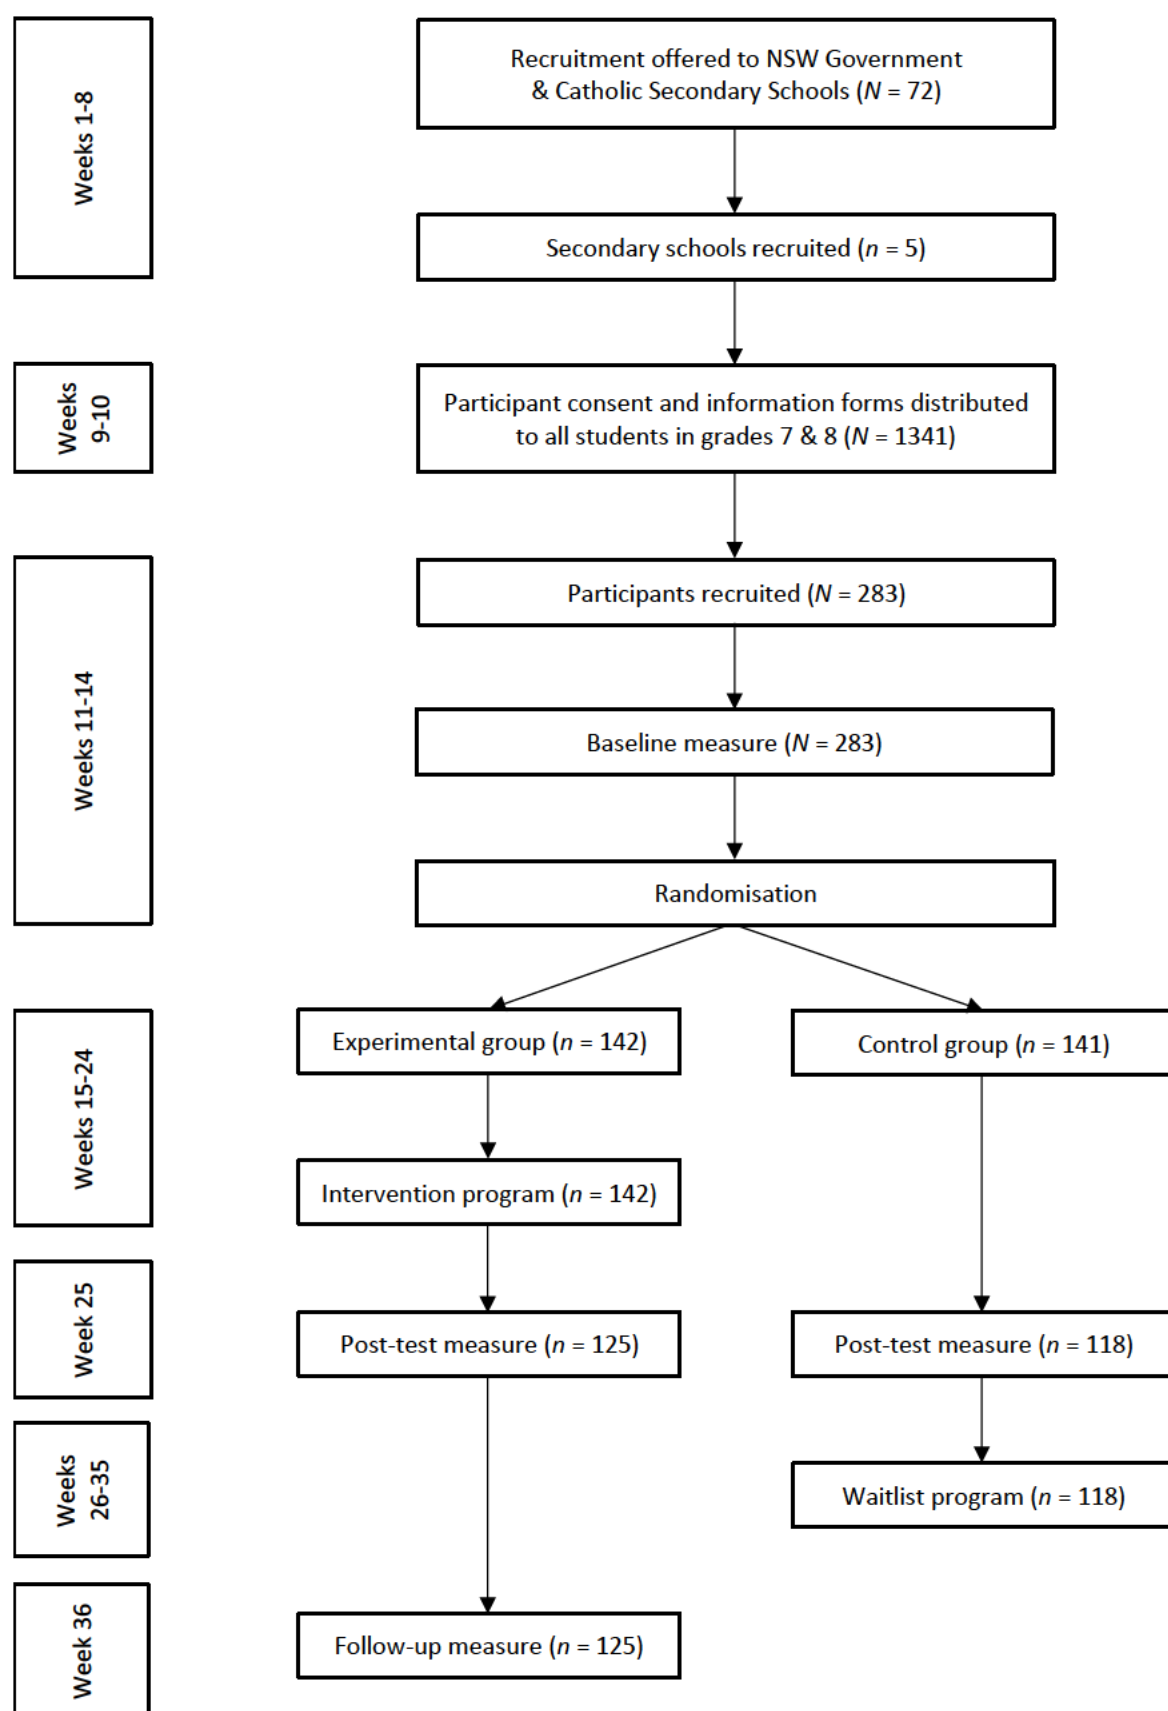 Weeks 1-8
Recruitment offered to NSW Government
& Catholic Secondary Schools (N = 72)
Secondary schools recruited (n = 5)
Weeks
9-10
Participant consent and information forms distributed
to all students in grades 7 & 8 (N = 1341)
Weeks 11-14
Participants recruited (N = 283)
Baseline measure (N = 283)
Randomisation
Weeks 15-24
Experimental group (n = 142)
Control group (n = 141)
Intervention program (n = 142)
Week 25
Post-test measure (n = 125)
Post-test measure (n = 118)
Weeks
26-35
Waitlist program (n = 118)
Week 36
Follow-up measure (n = 125)